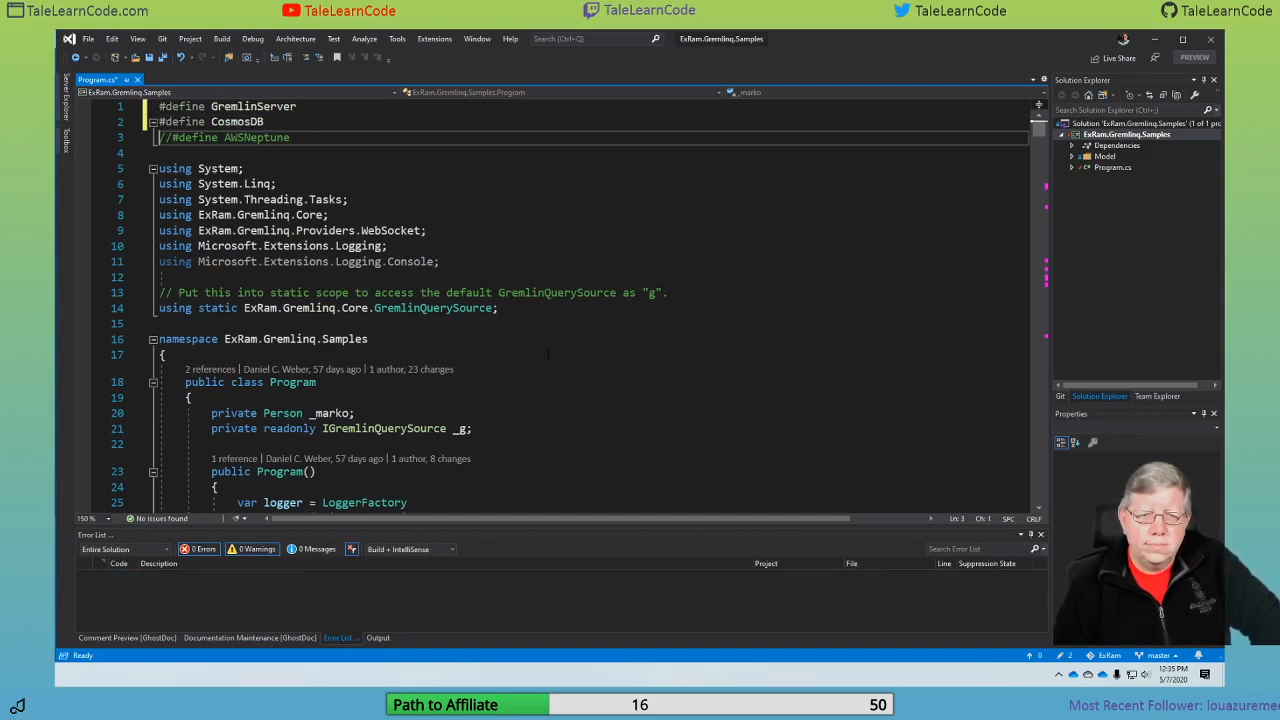 TaleLearnCode.com
TaleLearnCode
TaleLearnCode
TaleLearnCode
TaleLearnCode
File Edit View Git Project Build Debug Architecture Test Analyze Tools Extensions Window Help Search (Ctrl+Q) ExRam.Gremlinq.Samples
Live Share PREVIEW
Server Explorer
Toolbox
Program.cs*
ExRam.Gremlinq.Samples ExRam.Gremlinq.Samples.Program _marko
1 #define GremlinServer
2 #define CosmosDB
3 //#define AWSNeptune
4
5 using System;
6 using System.Linq;
7 using System.Threading.Tasks;
8 using ExRam.Gremlinq.Core;
9 using ExRam.Gremlinq.Providers.WebSocket;
10 using Microsoft.Extensions.Logging;
11 using Microsoft.Extensions.Logging.Console;
12
13 // Put this into static scope to access the default GremlinQuerySource as "g".
14 using static ExRam.Gremlinq.Core.GremlinQuerySource;
15
16 namespace ExRam.Gremlinq.Samples
17 {
2 references | Daniel C. Weber, 57 days ago | 1 author, 23 changes
18 public class Program
19 {
20 private Person _marko;
21 private readonly IGremlinQuerySource _g;
22
1 reference | Daniel C. Weber, 57 days ago | 1 author, 8 changes
23 public Program()
24 {
25 var logger = LoggerFactory
150 % No issues found Ln: 3 Ch: 1 SPC CRLF
Solution Explorer
Search Solution Explorer (Ctrl+;)
Solution 'ExRam.Gremlinq.Samples' (1 of 1 pr
ExRam.Gremlinq.Samples
Dependencies
Model
Program.cs
Git Solution Explorer Team Explorer
Properties
Error List ...
Entire Solution 0 Errors 0 Warnings 0 Messages Build + IntelliSense Search Error List
Code Description Project File Line Suppression State
Comment Preview [GhostDoc] Documentation Maintenance [GhostDoc] Error List ... Output
Ready 0 2 ExRam master
12:35 PM
5/7/2020
Path to Affiliate 16 50
Most Recent Follower: louazureme